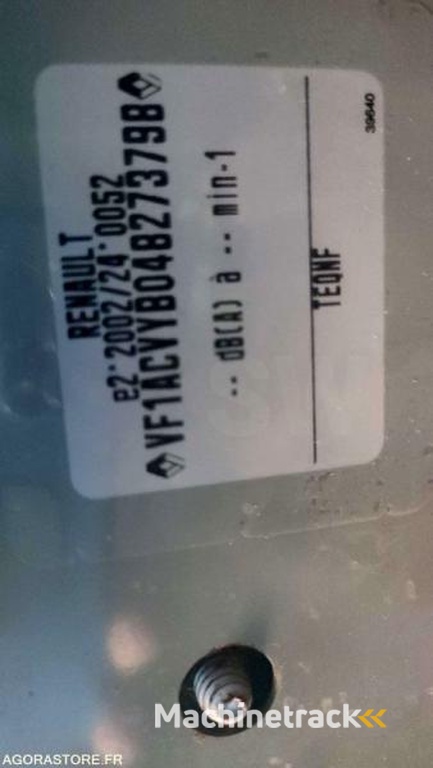 RENAULT
e2*2002/24*0052
VF1ACVYB048273798
-- dB(A) à -- min-1
TEQNF
39640
Machinetrack
AGORASTORE.FR